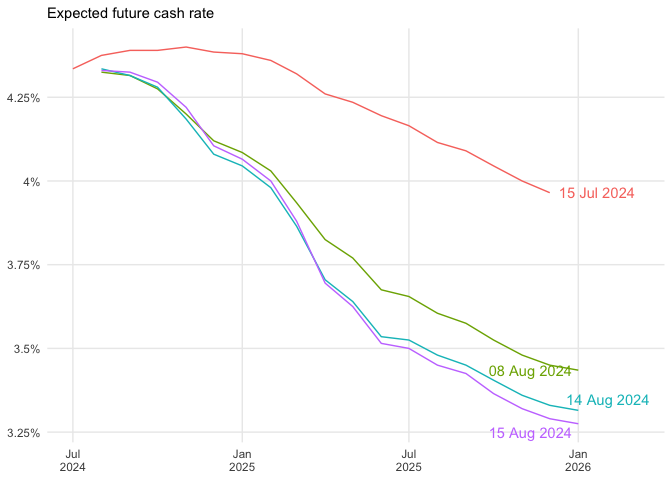 Expected future cash rate
4.25%
4%
15 Jul 2024
3.75%
3.5%
08 Aug 2024
14 Aug 2024
3.25%
15 Aug 2024
Jul
2024
Jan
2025
Jul
2025
Jan
2026